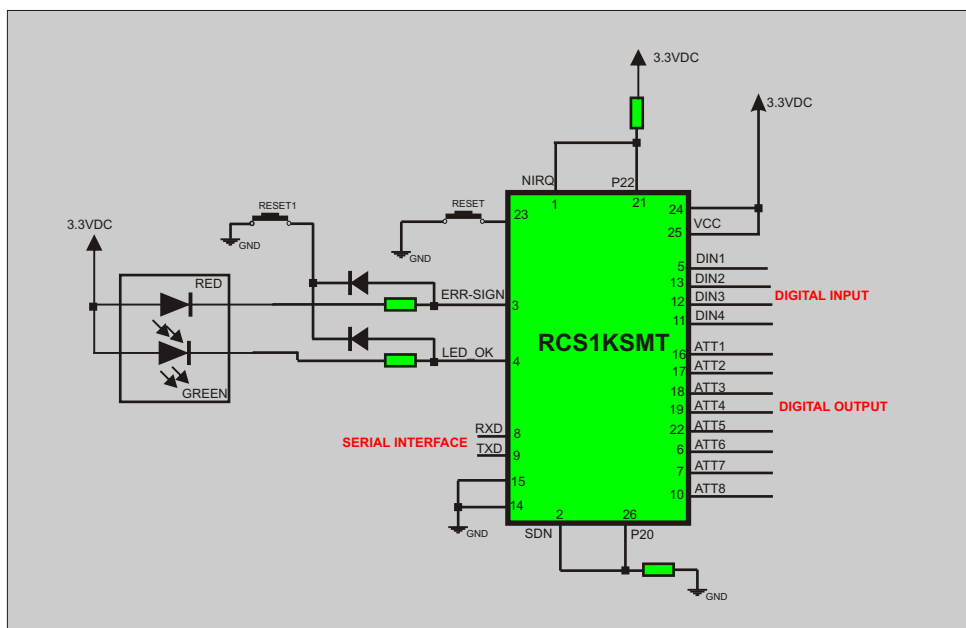 3.3VDC
3.3VDC
NIRQ
P22
1
21
RESET1
RESET
23
24
3.3VDC
GND
GND
25
VCC
RED
5
DIN1
13
DIN2
ERR-SIGN
3
12
DIN3
DIGITAL INPUT
11
DIN4
RCS1KSMT
LED_OK
4
16
ATT1
17
ATT2
GREEN
18
ATT3
19
ATT4
DIGITAL OUTPUT
RXD
8
22
ATT5
SERIAL INTERFACE
TXD
9
6
ATT6
15
7
ATT7
14
10
ATT8
GND
2
26
SDN
P20
GND